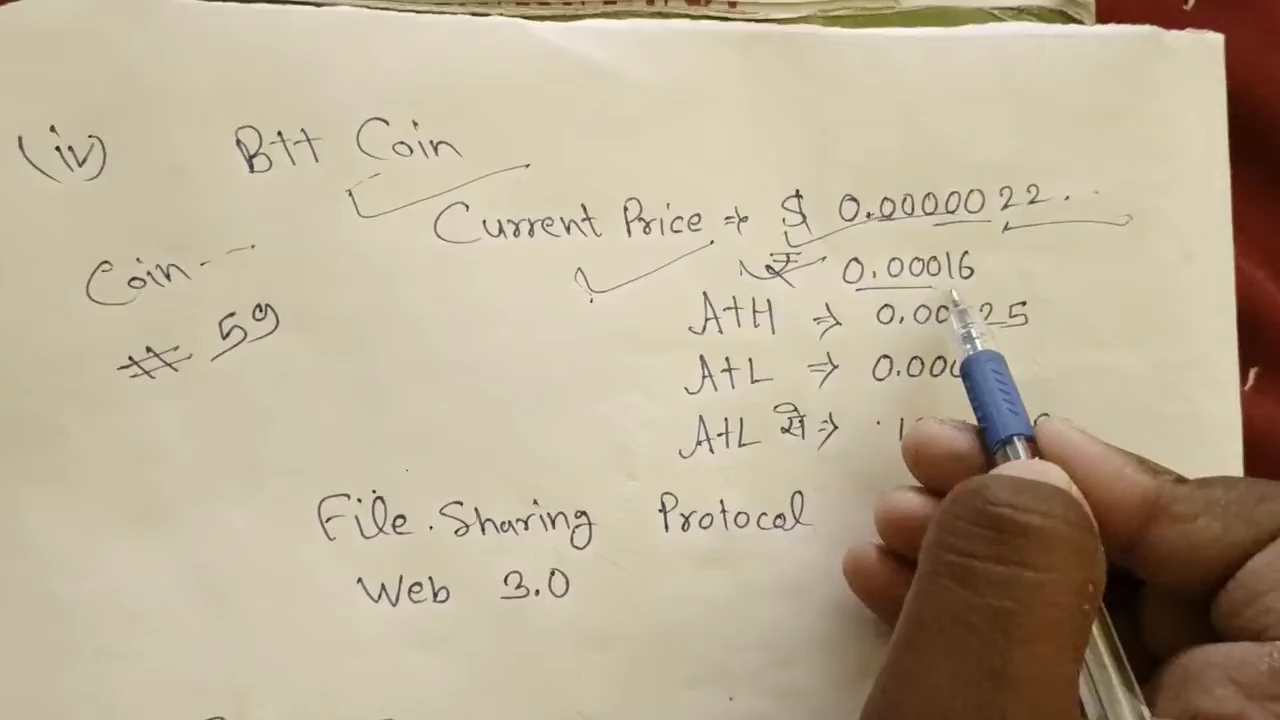 (iv) Btt Coin
Current Price ⇒ $ 0.0000022..
₹ 0.00016
Coin---
# 59
AtH ⇒
AtL ⇒
AtL से ⇒
File.Sharing Protocal
Web 3.0